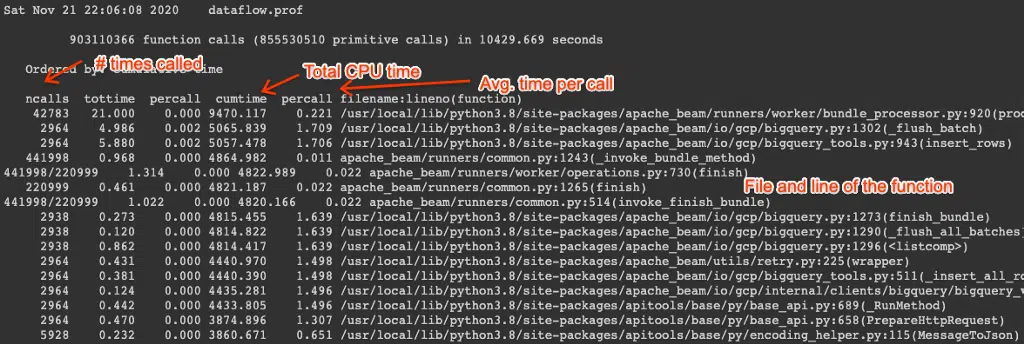 Sat Nov 21 22:06:08 2020 dataflow.prof
903110366 function calls (855530510 primitive calls) in 10429.669 seconds
# times called
Ordered by: cumulative time
Total CPU time
Avg. time per call
ncalls tottime percall cumtime percall filename:lineno(function)
42783 21.000 0.000 9470.117 0.221 /usr/local/lib/python3.8/site-packages/apache_beam/runners/worker/bundle_processor.py:920(proc
2964 4.986 0.002 5065.839 1.709 /usr/local/lib/python3.8/site-packages/apache_beam/io/gcp/bigquery.py:1302(_flush_batch)
2964 5.880 0.002 5057.478 1.706 /usr/local/lib/python3.8/site-packages/apache_beam/io/gcp/bigquery_tools.py:943(insert_rows)
441998 0.968 0.000 4864.982 0.011 apache_beam/runners/common.py:1243(_invoke_bundle_method)
441998/220999 1.314 0.000 4822.989 0.022 apache_beam/runners/worker/operations.py:730(finish)
220999 0.461 0.000 4821.187 0.022 apache_beam/runners/common.py:1265(finish)
File and line of the function
441998/220999 1.022 0.000 4820.166 0.022 apache_beam/runners/common.py:514(invoke_finish_bundle)
2938 0.273 0.000 4815.455 1.639 /usr/local/lib/python3.8/site-packages/apache_beam/io/gcp/bigquery.py:1273(finish_bundle)
2938 0.120 0.000 4814.822 1.639 /usr/local/lib/python3.8/site-packages/apache_beam/io/gcp/bigquery.py:1290(_flush_all_batches)
2938 0.862 0.000 4814.417 1.639 /usr/local/lib/python3.8/site-packages/apache_beam/io/gcp/bigquery.py:1296(<listcomp>)
2964 0.431 0.000 4440.970 1.498 /usr/local/lib/python3.8/site-packages/apache_beam/utils/retry.py:225(wrapper)
2964 0.381 0.000 4440.390 1.498 /usr/local/lib/python3.8/site-packages/apache_beam/io/gcp/bigquery_tools.py:511(_insert_all_ro
2964 0.124 0.000 4435.281 1.496 /usr/local/lib/python3.8/site-packages/apache_beam/io/gcp/internal/clients/bigquery/bigquery_v
2964 0.442 0.000 4433.805 1.496 /usr/local/lib/python3.8/site-packages/apitools/base/py/base_api.py:689(_RunMethod)
2964 0.470 0.000 3874.896 1.307 /usr/local/lib/python3.8/site-packages/apitools/base/py/base_api.py:658(PrepareHttpRequest)
5928 0.232 0.000 3860.671 0.651 /usr/local/lib/python3.8/site-packages/apitools/base/py/encoding_helper.py:115(MessageToJson)